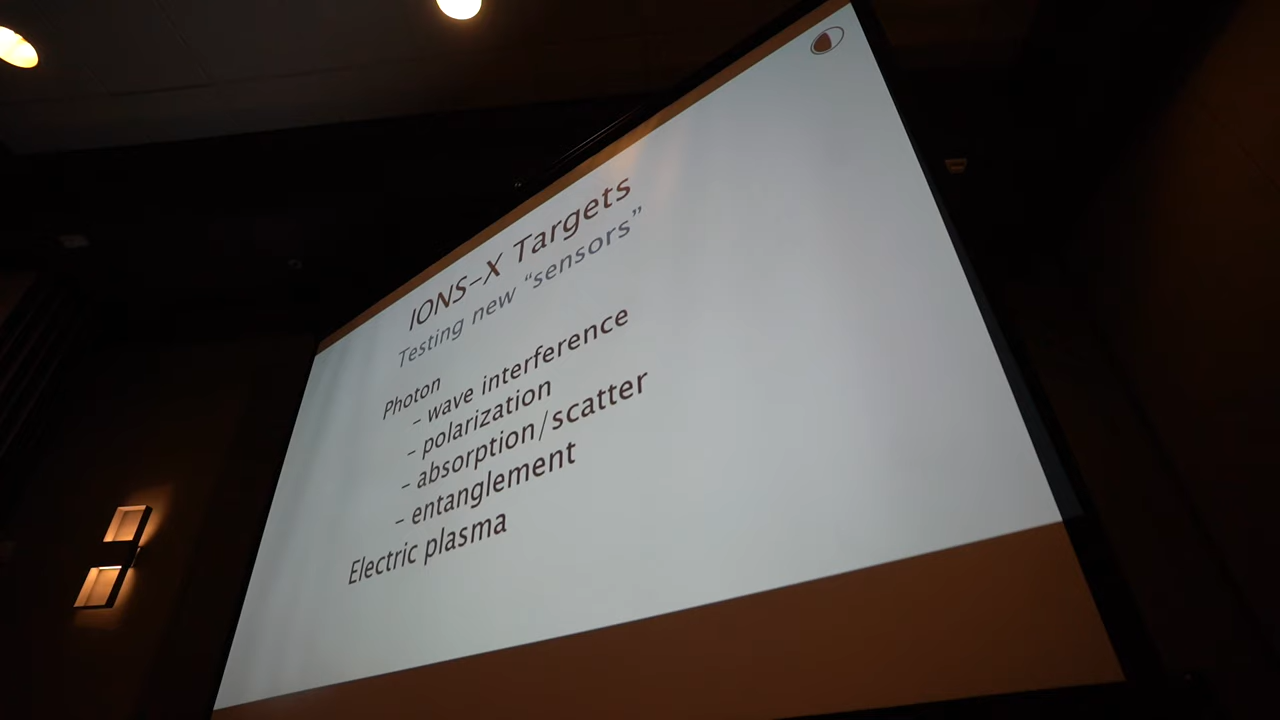 IONS-X Targets
Testing new “sensors”
Photon
- wave interference
- polarization
- absorption/scatter
- entanglement
Electric plasma